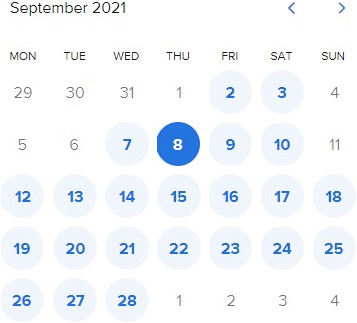 September 2021
MON TUE WED THU FRI SAT SUN
29 30 31 1 2 3 4
5 6 7 8 9 10 11
12 13 14 15 16 17 18
19 20 21 22 23 24 25
26 27 28 1 2 3 4